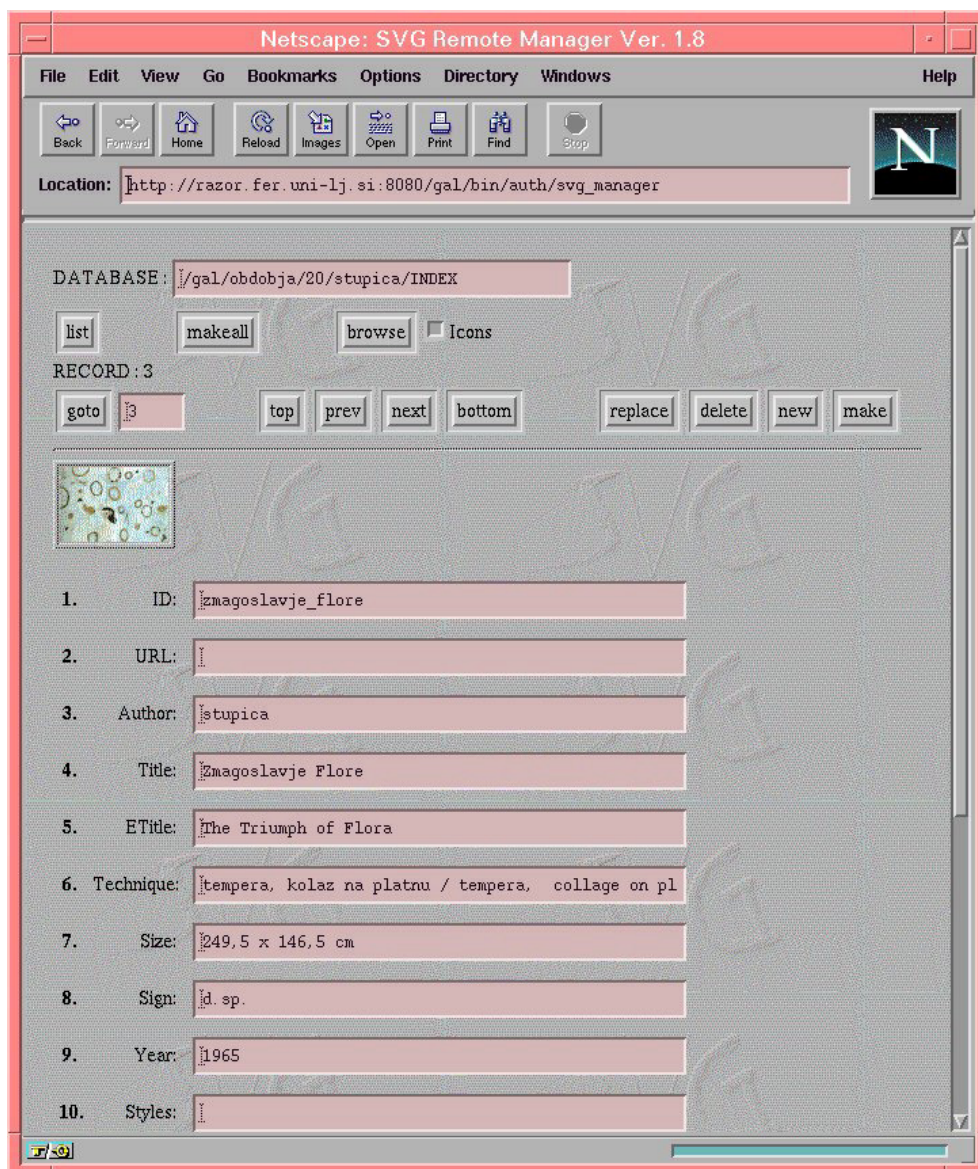 Netscape: SVG Remote Manager Ver. 1.8
File Edit View Go Bookmarks Options Directory Windows Help
Back Forward Home Reload Images Open Print Find Stop
N
Location: http://razor.fer.uni-lj.si:8080/gal/bin/auth/svg_manager
DATABASE: /gal/obdobja/20/stupica/INDEX
list makeall browse Icons
RECORD:3
goto 3 top prev next bottom replace delete new make
1. ID: zmagoslavje_flore
2. URL:
3. Author: stupica
4. Title: Zmagoslavje Flore
5. ETitle: The Triumph of Flora
6. Technique: tempera, kolaz na platnu / tempera, collage on pl
7. Size: 249,5 x 146,5 cm
8. Sign: d.sp.
9. Year: 1965
10. Styles: